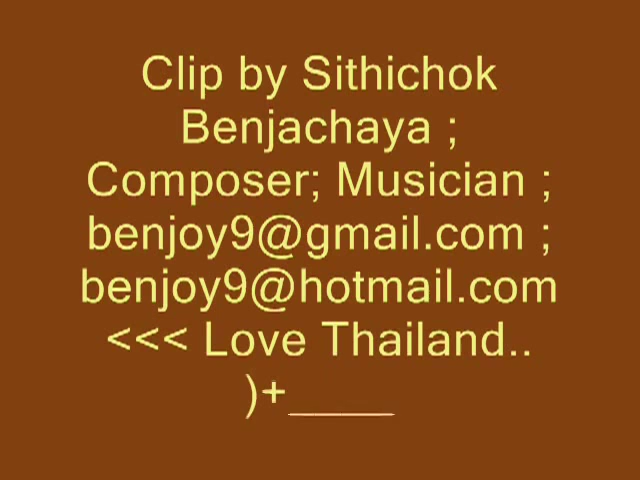 Clip by Sithichok
Benjachaya ;
Composer; Musician ;
benjoy9@gmail.com ;
benjoy9@hotmail.com
<<< Love Thailand..
)+____